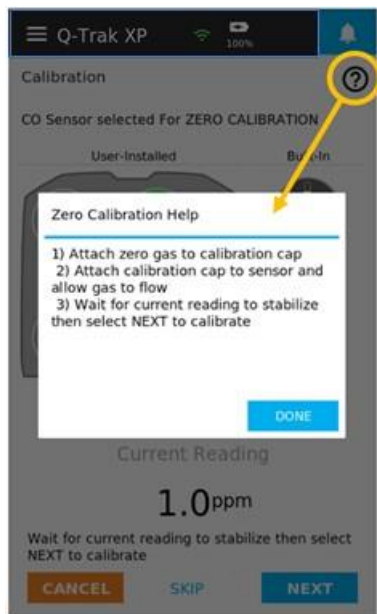 Q-Trak XP
100%
Calibration
?
CO Sensor selected For ZERO CALIBRATION
User-Installed
Zero Calibration Help
1) Attach zero gas to calibration cap
2) Attach calibration cap to sensor and
allow gas to flow
3) Wait for current reading to stabilize
then select NEXT to calibrate
DONE
Current Reading
1.0ppm
Wait for current reading to stabilize then select
NEXT to calibrate
CANCEL
SKIP
NEXT